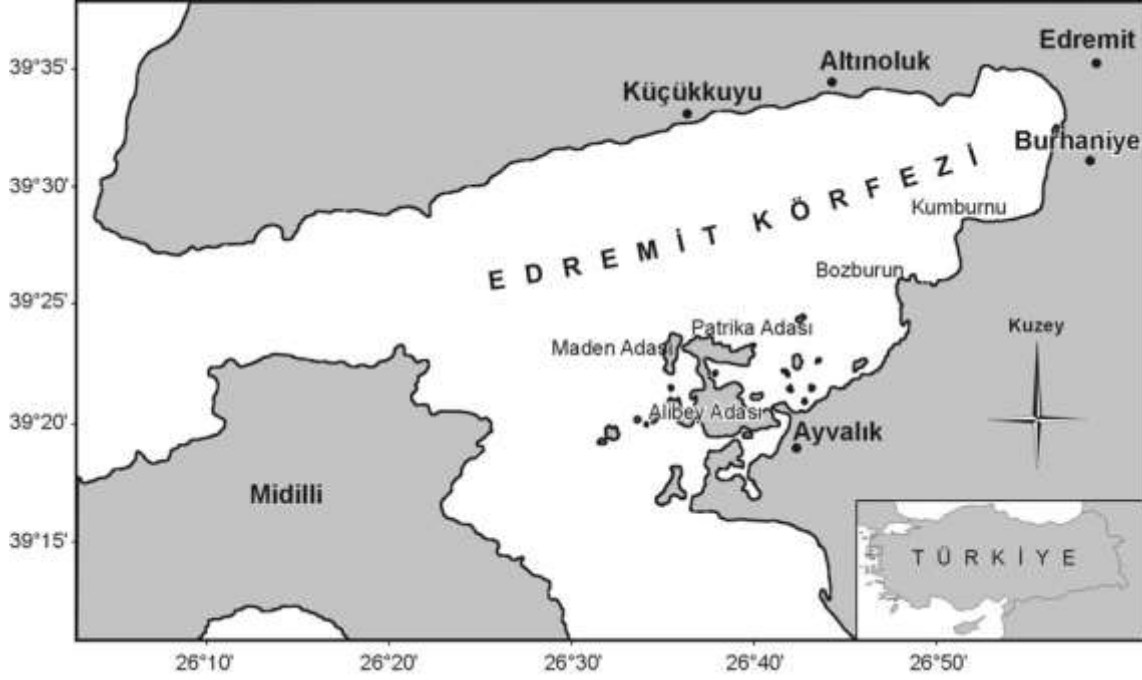 Edremit
39°35'
Altınoluk
Küçükkuyu
Burhaniye
39°30'
EDREMİT KÖRFEZİ
Kumburnu
Bozburun
39°25'
Patrika Adası
Kuzey
Maden Adası
39°20'
Alibey Adası
Ayvalık
Midilli
39°15'
TÜRKİYE
26°10'
26°20'
26°30'
26°40'
26°50'